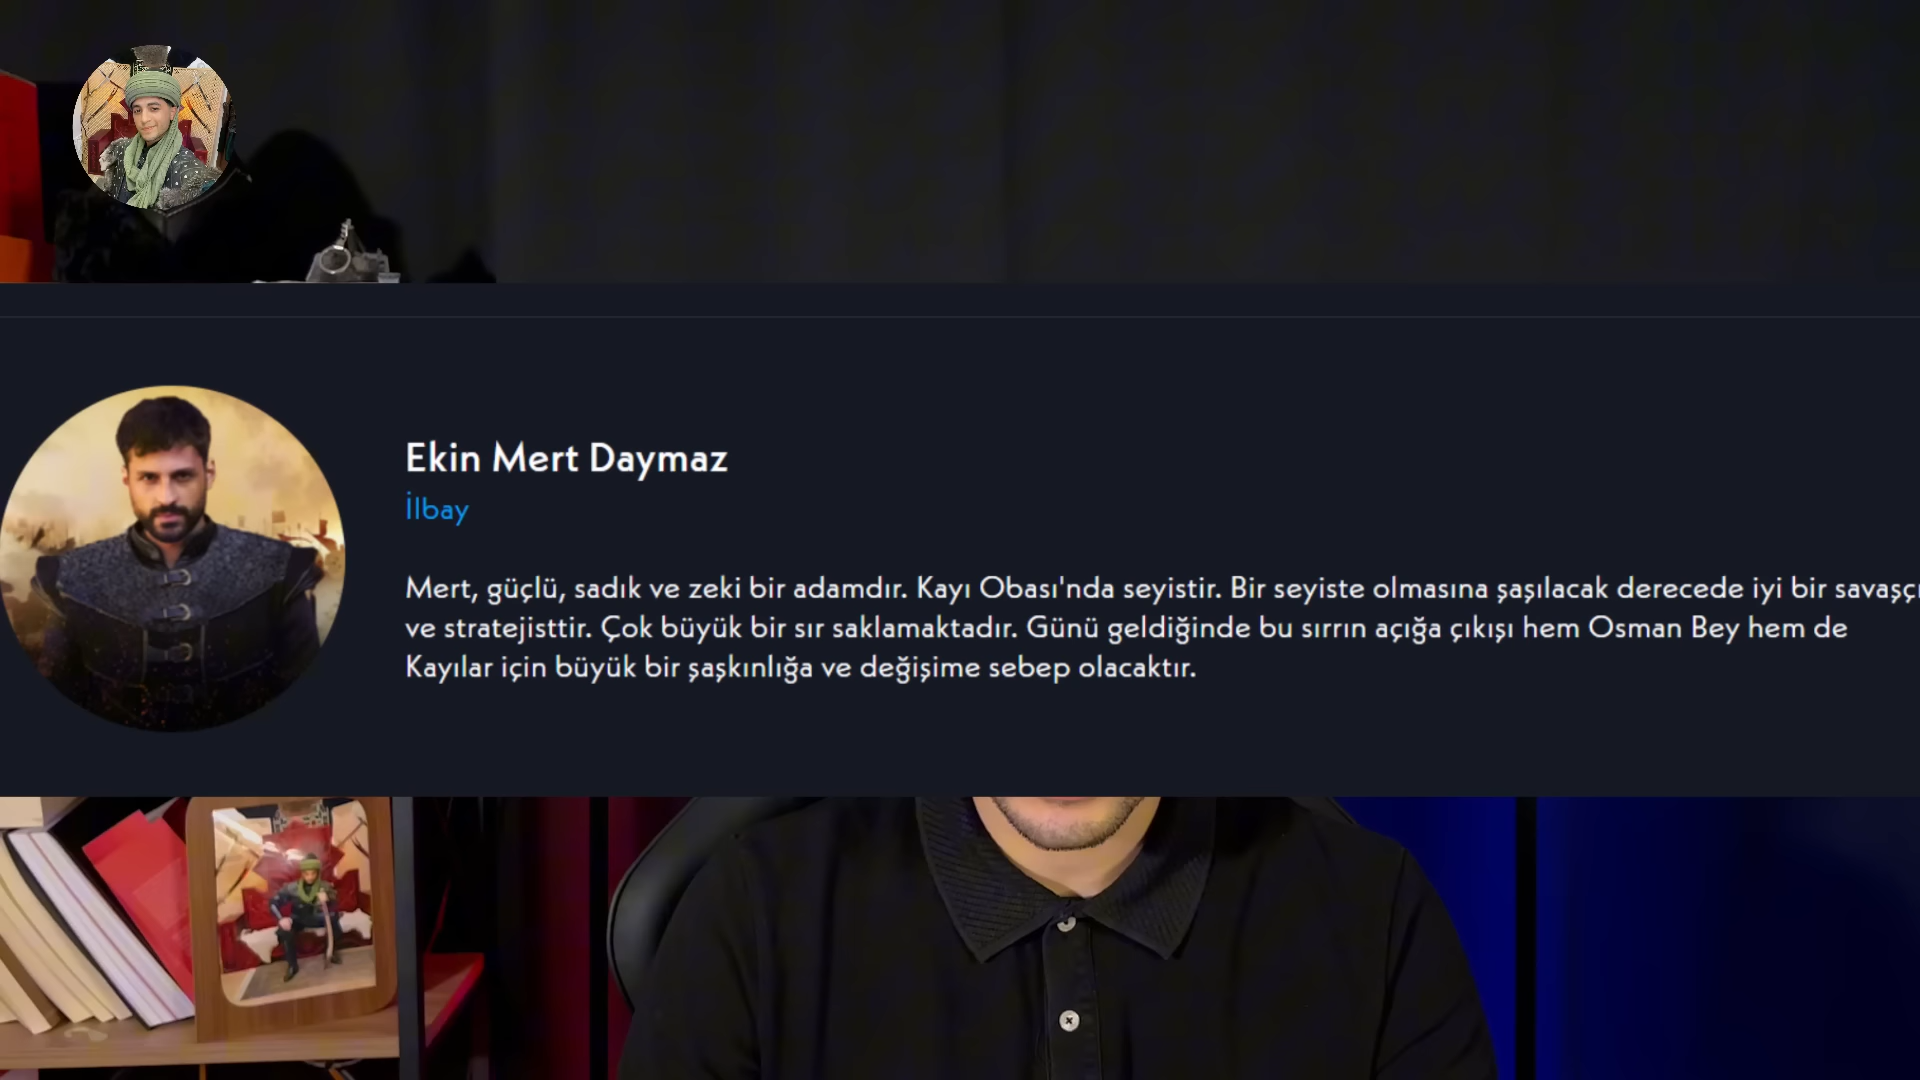 Ekin Mert Daymaz
İlbay
Mert, güçlü, sadık ve zeki bir adamdır. Kayı Obası'nda seyistir. Bir seyiste olmasına şaşılacak derecede iyi bir savaşçı
ve stratejisttir. Çok büyük bir sır saklamaktadır. Günü geldiğinde bu sırrın açığa çıkışı hem Osman Bey hem de
Kayılar için büyük bir şaşkınlığa ve değişime sebep olacaktır.